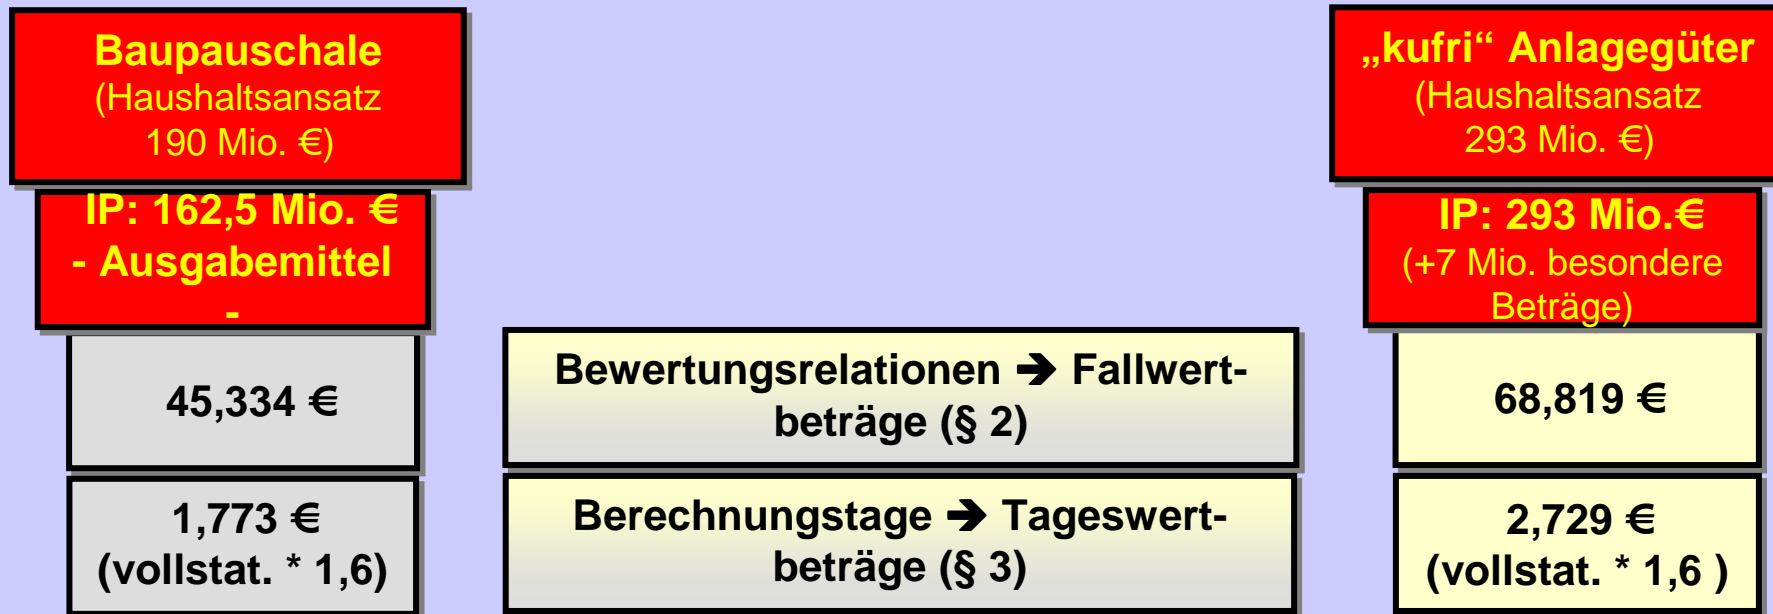 Baupauschale
(Haushaltsansatz
190 Mio. €)
„kufri“ Anlagegüter
(Haushaltsansatz
293 Mio. €)
IP: 162,5 Mio. €
- Ausgabemittel
-
IP: 293 Mio.€
(+7 Mio. besondere
Beträge)
45,334 €
Bewertungsrelationen ➔ Fallwert-
beträge (§ 2)
68,819 €
1,773 €
(vollstat. * 1,6)
Berechnungstage ➔ Tageswert-
beträge (§ 3)
2,729 €
(vollstat. * 1,6 )